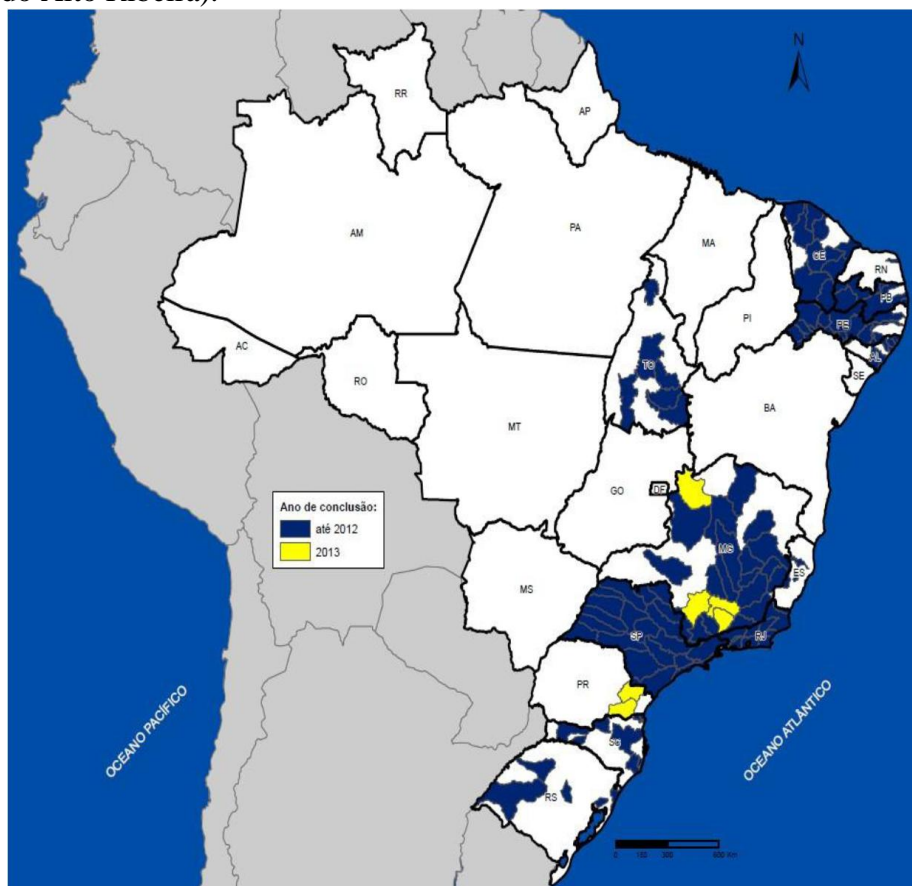 do Alto Ribeira).
N
RR
AP
AM
PA
MA
CE
RN
PB
PI
PE
AC
AL
TO
SE
RO
BA
MT
GO
DF
Ano de conclusão:
até 2012
2013
MG
ES
MS
SP
RJ
PR
OCEANO PACÍFICO
OCEANO ATLÂNTICO
SC
RS